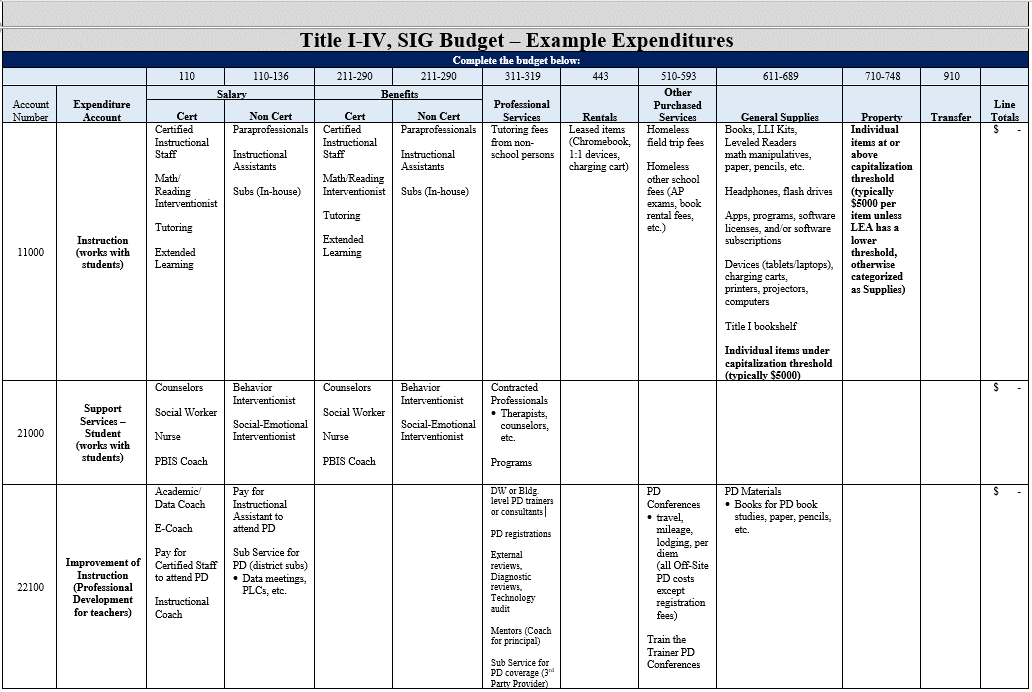 Title I-IV, SIG Budget – Example Expenditures
Complete the budget below:
110
110-136
211-290
211-290
311-319
443
510-593
611-689
710-748
910
Account
Number
Expenditure
Account
Salary
Cert
Non Cert
Benefits
Cert
Non Cert
Professional
Services
Rentals
Other
Purchased
Services
General Supplies
Property
Transfer
Line
Totals
11000
Instruction
(works with
students)
Certified
Instructional
Staff
Math/
Reading
Interventionist
Tutoring
Extended
Learning
Paraprofessionals
Instructional
Assistants
Subs (In-house)
Certified
Instructional
Staff
Math/Reading
Interventionist
Tutoring
Extended
Learning
Paraprofessionals
Instructional
Assistants
Subs (In-house)
Tutoring fees
from non-
school persons
Leased items
(Chromebook,
1:1 devices,
charging cart)
Homeless
field trip fees
Homeless
other school
fees (AP
exams, book
rental fees,
etc.)
Books, LLI Kits,
Leveled Readers
math manipulatives,
paper, pencils, etc.
Headphones, flash drives
Apps, programs, software
licenses, and/or software
subscriptions
Devices (tablets/laptops),
charging carts,
printers, projectors,
computers
Title I bookshelf
Individual items under
capitalization threshold
(typically $5000)
Individual
items at or
above
capitalization
threshold
(typically
$5000 per
item unless
LEA has a
lower
threshold,
otherwise
categorized
as Supplies)
$ -
21000
Support
Services –
Student
(works with
students)
Counselors
Social Worker
Nurse
PBIS Coach
Behavior
Interventionist
Social-Emotional
Interventionist
Counselors
Social Worker
Nurse
PBIS Coach
Behavior
Interventionist
Social-Emotional
Interventionist
Contracted
Professionals
• Therapists,
counselors,
etc.
Programs
$ -
22100
Improvement of
Instruction
(Professional
Development
for teachers)
Academic/
Data Coach
E-Coach
Pay for
Certified Staff
to attend PD
Instructional
Coach
Pay for
Instructional
Assistant to
attend PD
Sub Service for
PD (district subs)
• Data meetings,
PLCs, etc.
DW or Bldg.
level PD trainers
or consultants
PD registrations
External
reviews,
Diagnostic
reviews,
Technology
audit
Mentors (Coach
for principal)
Sub Service for
PD coverage (3rd
Party Provider)
PD
Conferences
• travel,
mileage,
lodging, per
diem
(all Off-Site
PD costs
except
registration
fees)
Train the
Trainer PD
Conferences
PD Materials
• Books for PD book
studies, paper, pencils,
etc.
$ -